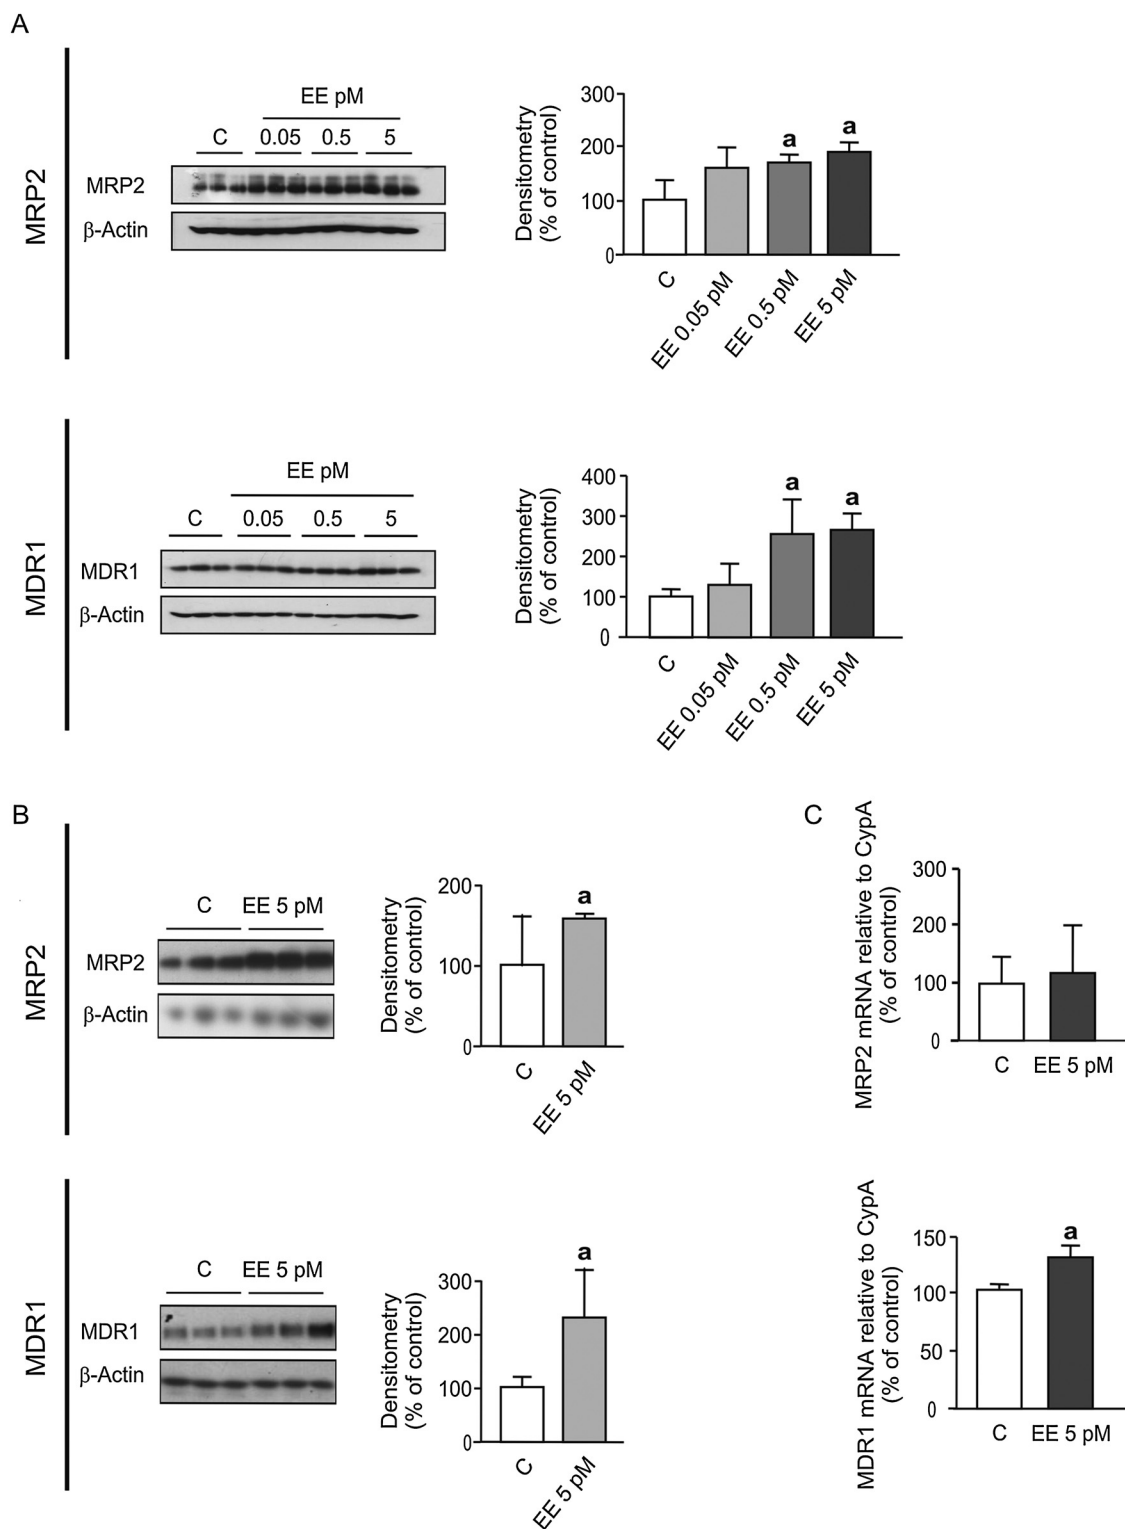 A
MRP2
EE pM
C 0.05 0.5 5
MRP2
β-Actin
Densitometry
(% of control)
300
200
100
0
a a
C
EE 0.05 pM
EE 0.5 pM
EE 5 pM
MDR1
EE pM
C 0.05 0.5 5
MDR1
β-Actin
Densitometry
(% of control)
400
300
200
100
0
a a
C
EE 0.05 pM
EE 0.5 pM
EE 5 pM
B
MRP2
C EE 5 pM
MRP2
β-Actin
Densitometry
(% of control)
200
100
0
a
C
EE 5 pM
MDR1
C EE 5 pM
MDR1
β-Actin
Densitometry
(% of control)
300
200
100
0
a
C
EE 5 pM
C
MRP2 mRNA relative to CypA
(% of control)
300
200
100
0
C EE 5 pM
MDR1 mRNA relative to CypA
(% of control)
150
100
50
0
a
C EE 5 pM